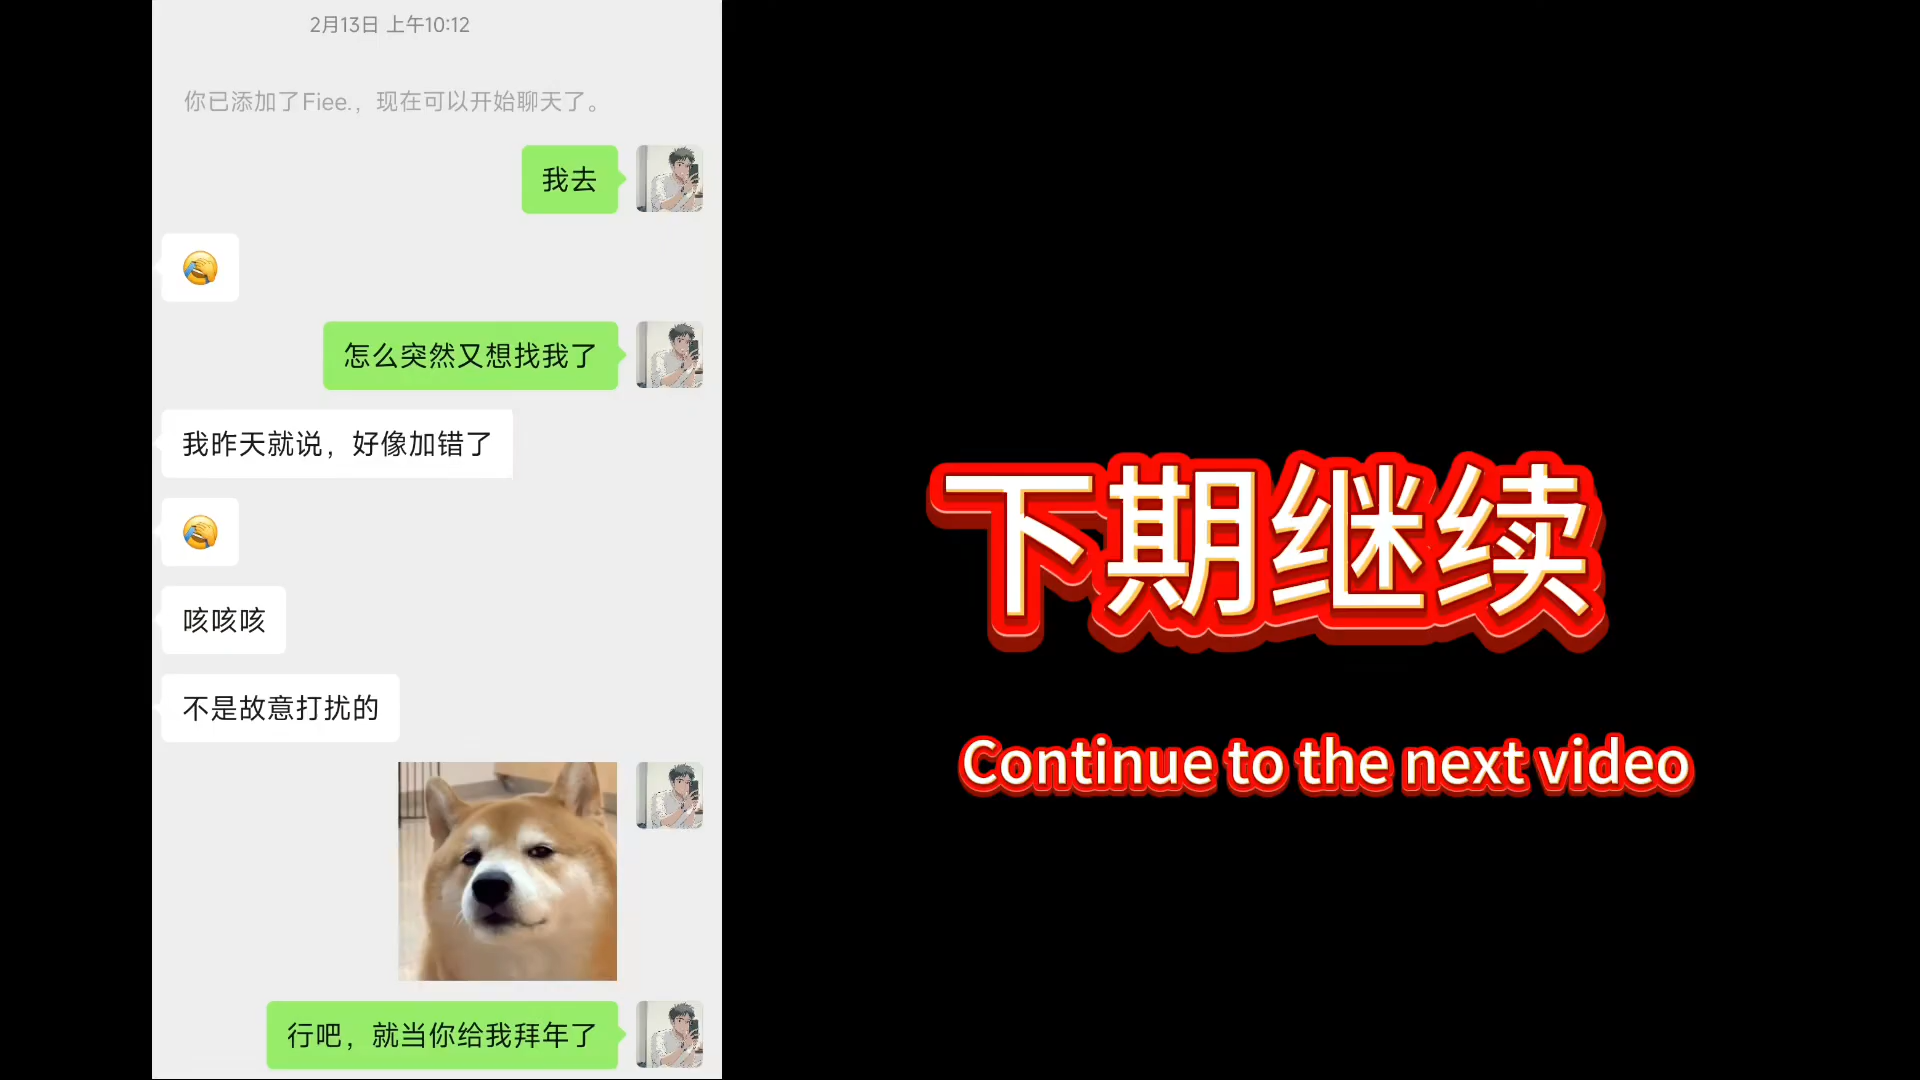 2月13日 上午10:12
你已添加了Fiee.，现在可以开始聊天了。
我去
怎么突然又想找我了
我昨天就说，好像加错了
咳咳咳
不是故意打扰的
行吧，就当你给我拜年了
下期继续
Continue to the next video